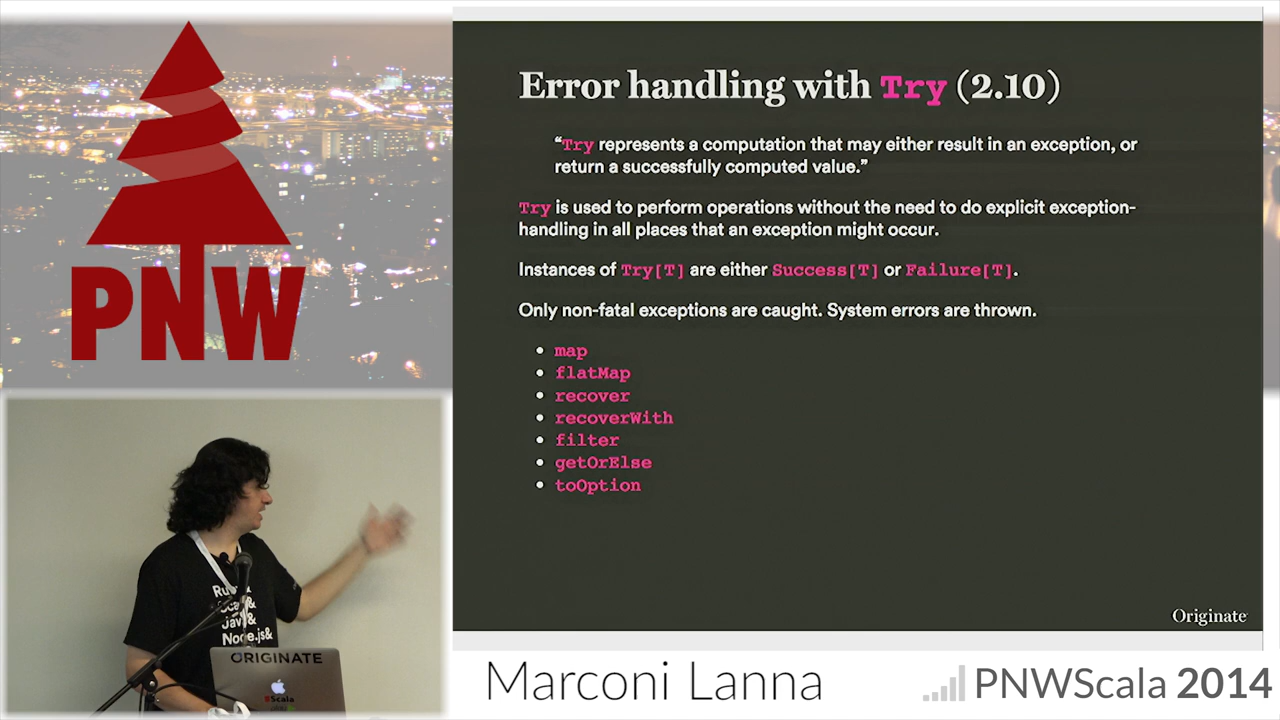 PNW
Error handling with Try (2.10)
“Try represents a computation that may either result in an exception, or
return a successfully computed value.”
Try is used to perform operations without the need to do explicit exception-
handling in all places that an exception might occur.
Instances of Try[T] are either Success[T] or Failure[T].
Only non-fatal exceptions are caught. System errors are thrown.
• map
• flatMap
• recover
• recoverWith
• filter
• getOrElse
• toOption
Originate
Node.js&
ORIGINATE
Scala
Marconi Lanna
PNWScala 2014